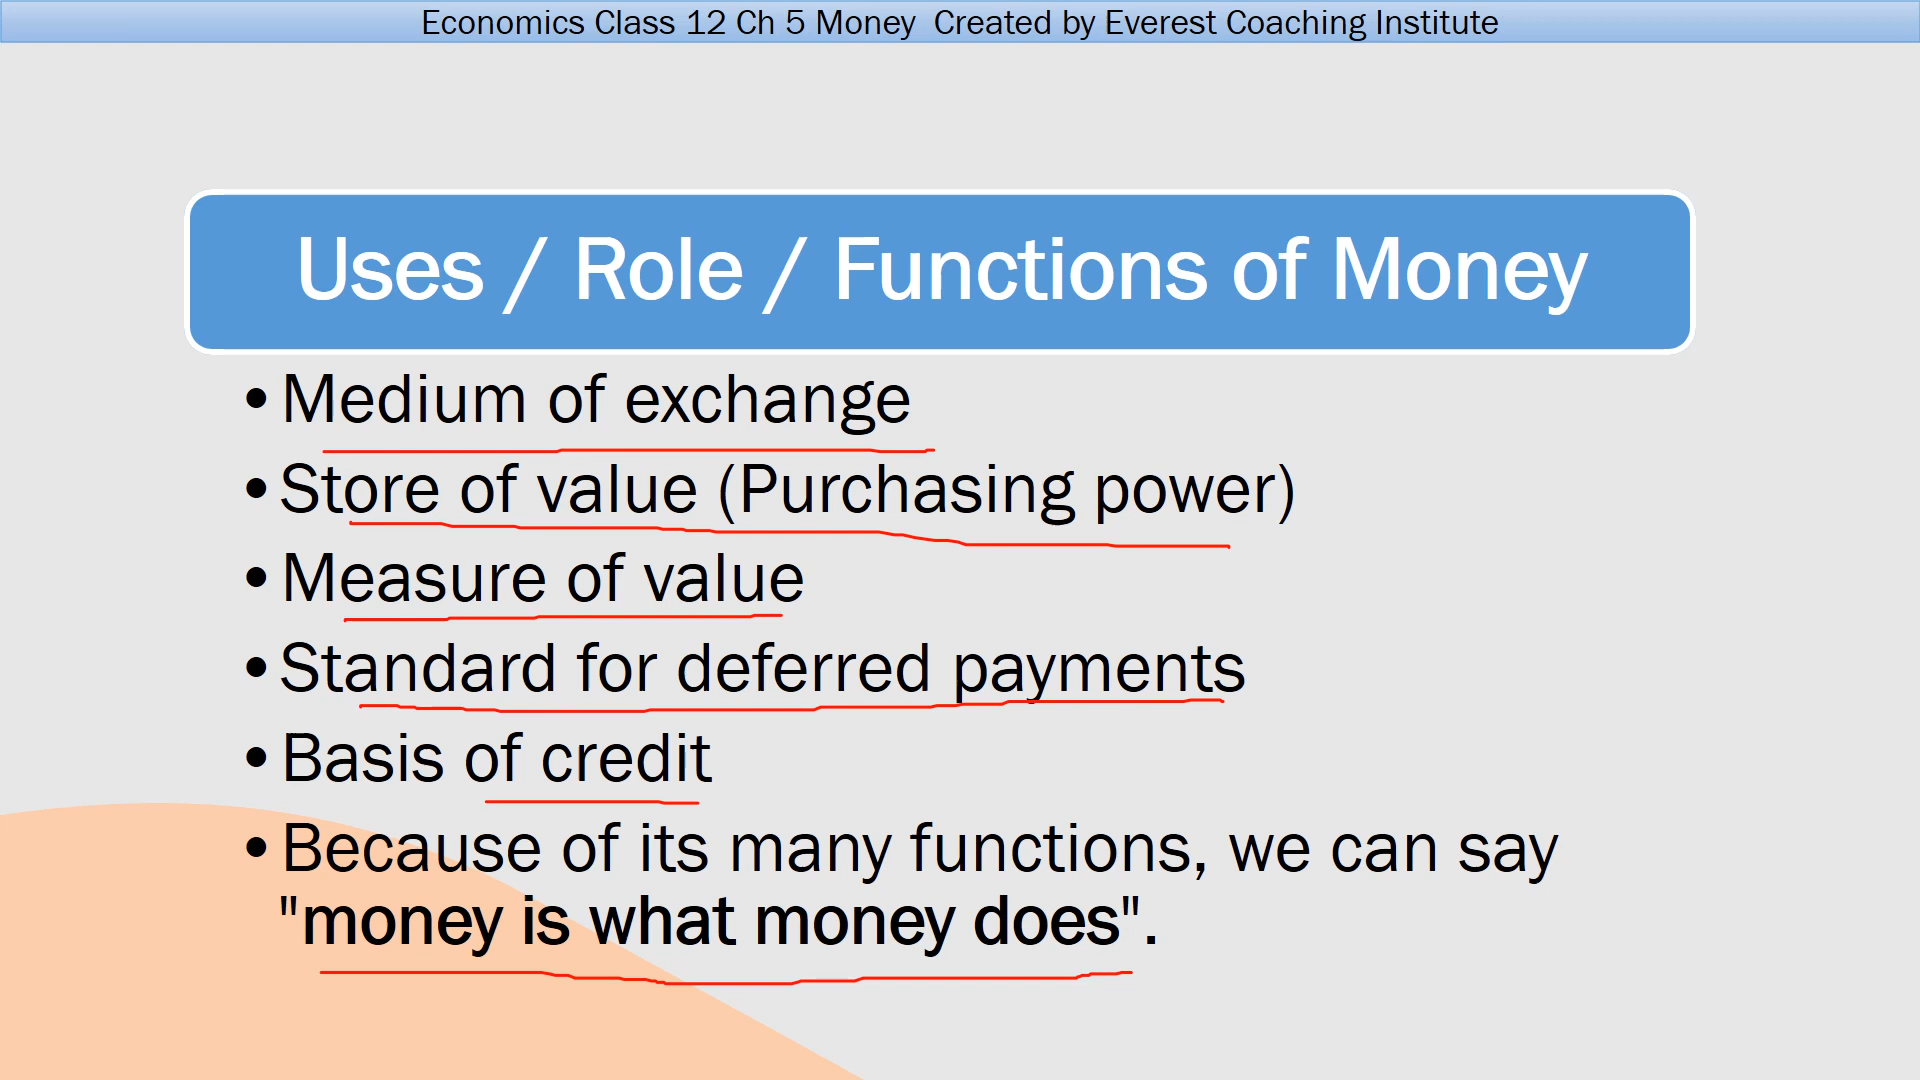 Economics Class 12 Ch 5 Money  Created by Everest Coaching Institute
Uses / Role / Functions of Money
•Medium of exchange
•Store of value (Purchasing power)
•Measure of value
•Standard for deferred payments
•Basis of credit
•Because of its many functions, we can say
"money is what money does".